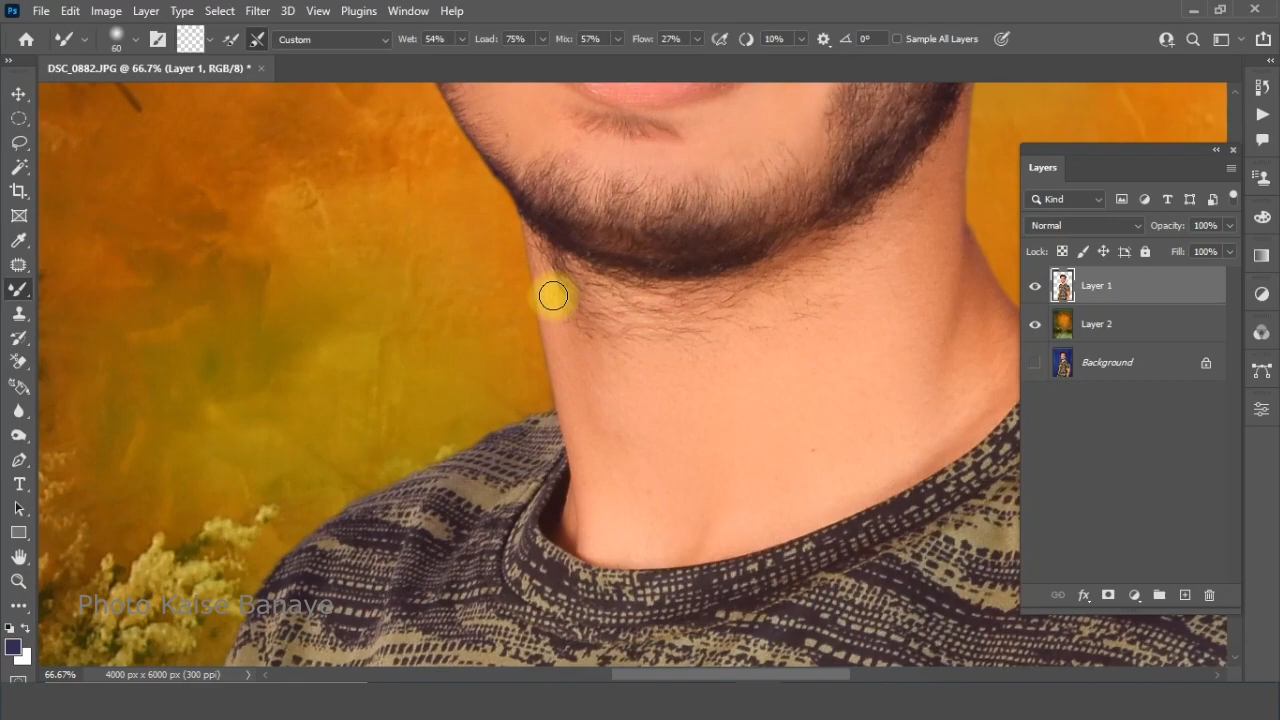 Ps File Edit Image Layer Type Select Filter 3D View Plugins Window Help
60 Custom Wet: 54% Load: 75% Mix: 57% Flow: 27% 10% 0° Sample All Layers
DSC_0882.JPG @ 66.7% (Layer 1, RGB/8) * ×
Layers
Kind
Normal Opacity: 100%
Lock: Fill: 100%
Layer 1
Layer 2
Background
fx
Photo Kaise Banaye
66.67% 4000 px x 6000 px (300 ppi)